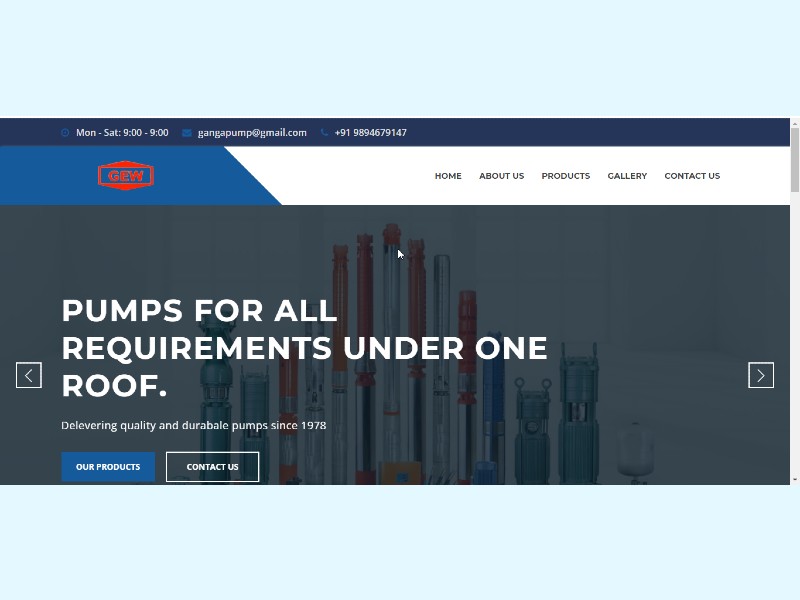 Mon - Sat: 9:00 - 9:00 gangapump@gmail.com +91 9894679147
GEW HOME ABOUT US PRODUCTS GALLERY CONTACT US
PUMPS FOR ALL
REQUIREMENTS UNDER ONE
ROOF.
Delevering quality and durabale pumps since 1978
OUR PRODUCTS CONTACT US